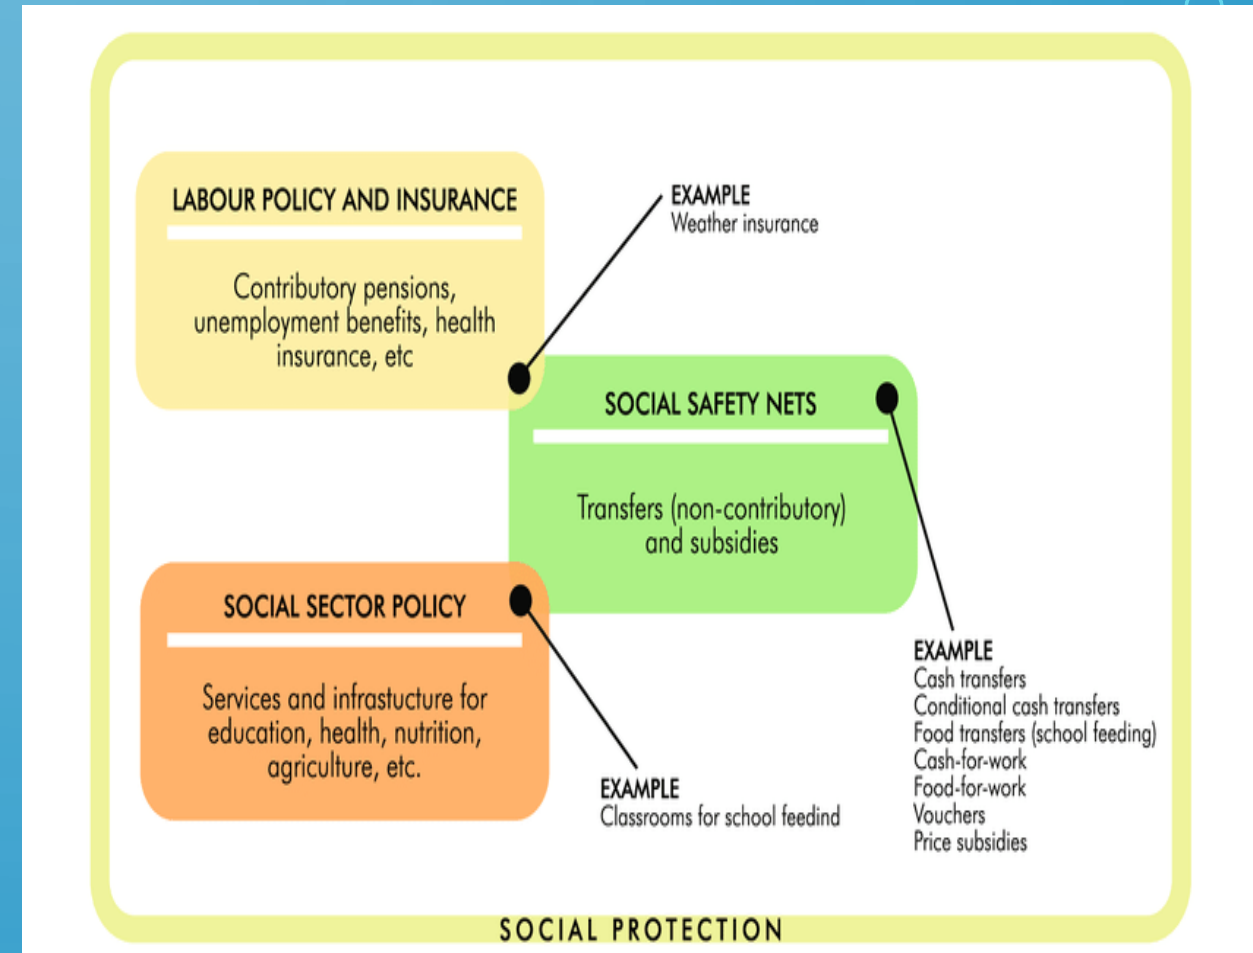 LABOUR POLICY AND INSURANCE
Contributory pensions,
unemployment benefits, health
insurance, etc
EXAMPLE
Weather insurance
SOCIAL SAFETY NETS
Transfers (non-contributory)
and subsidies
SOCIAL SECTOR POLICY
Services and infrastucture for
education, health, nutrition,
agriculture, etc.
EXAMPLE
Classrooms for school feedind
EXAMPLE
Cash transfers
Conditional cash transfers
Food transfers (school feeding)
Cash-for-work
Food-for-work
Vouchers
Price subsidies
SOCIAL PROTECTION